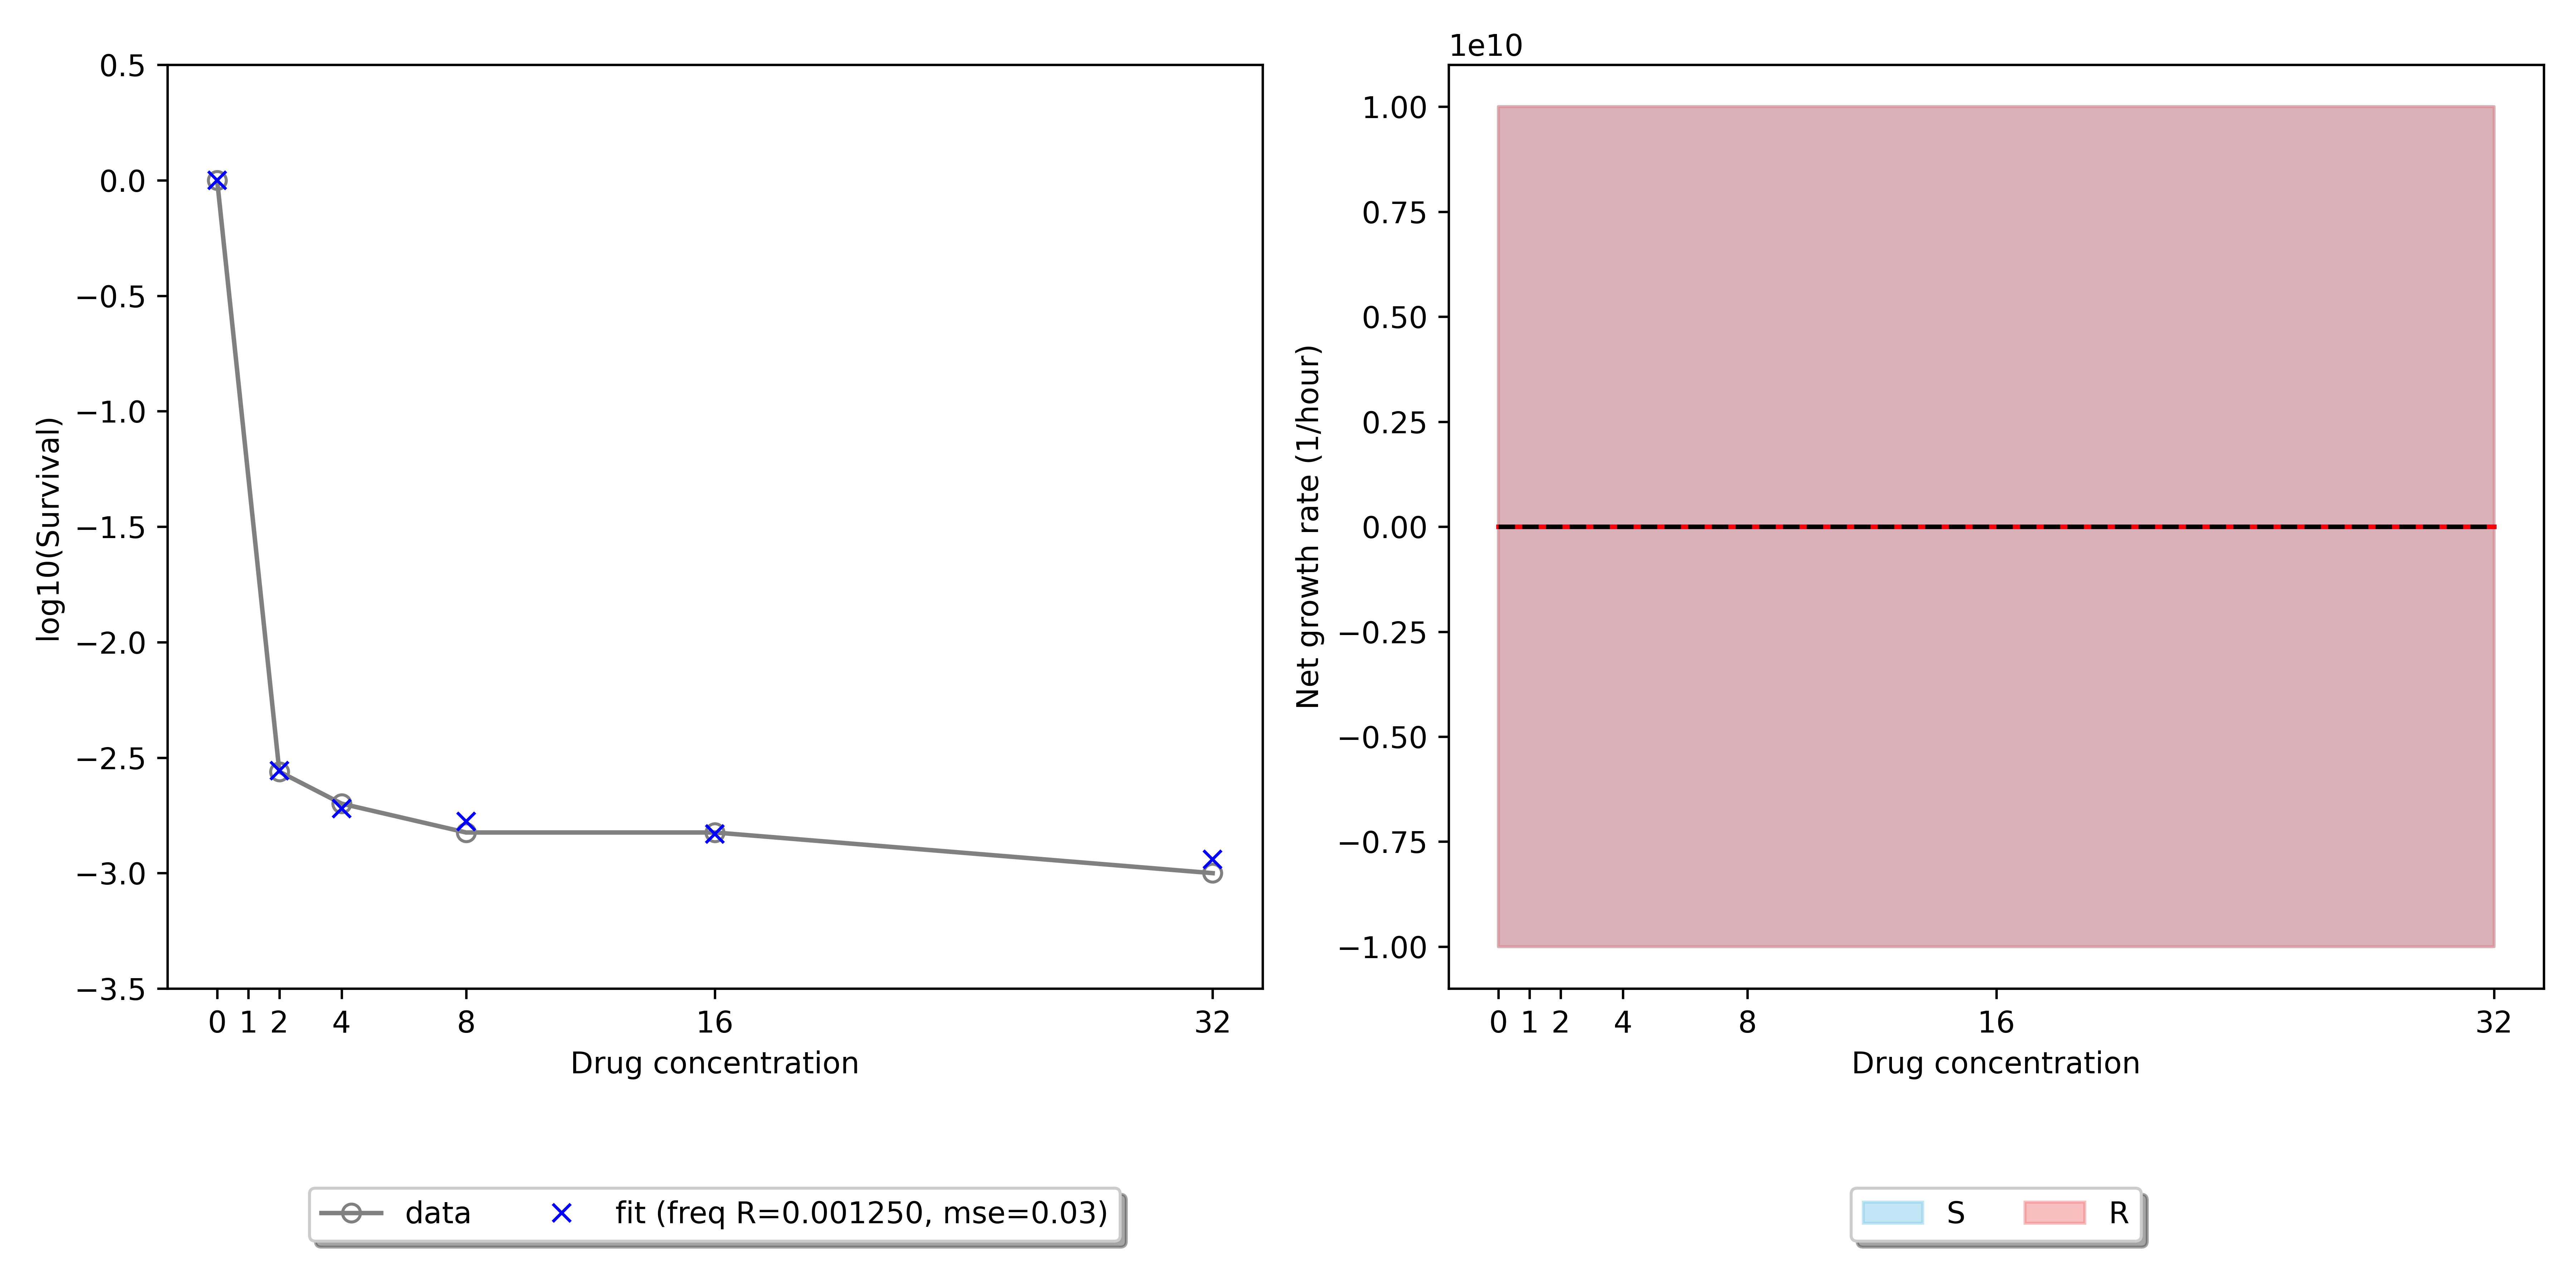 0.5
0.0
−0.5
−1.0
−1.5
−2.0
−2.5
−3.0
−3.5
log10(Survival)
0 1 2 4 8 16 32
Drug concentration
data fit (freq R=0.001250, mse=0.03)
1e10
1.00
0.75
0.50
0.25
0.00
−0.25
−0.50
−0.75
−1.00
Net growth rate (1/hour)
0 1 2 4 8 16 32
Drug concentration
S R